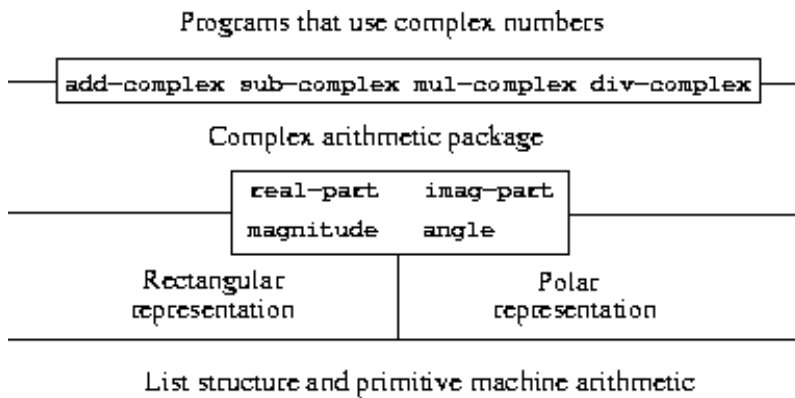 Programs that use complex numbers
add-complex sub-complex mul-complex div-complex
Complex arithmetic package
real-part imag-part
magnitude angle
Rectangular
representation
Polar
representation
List structure and primitive machine arithmetic